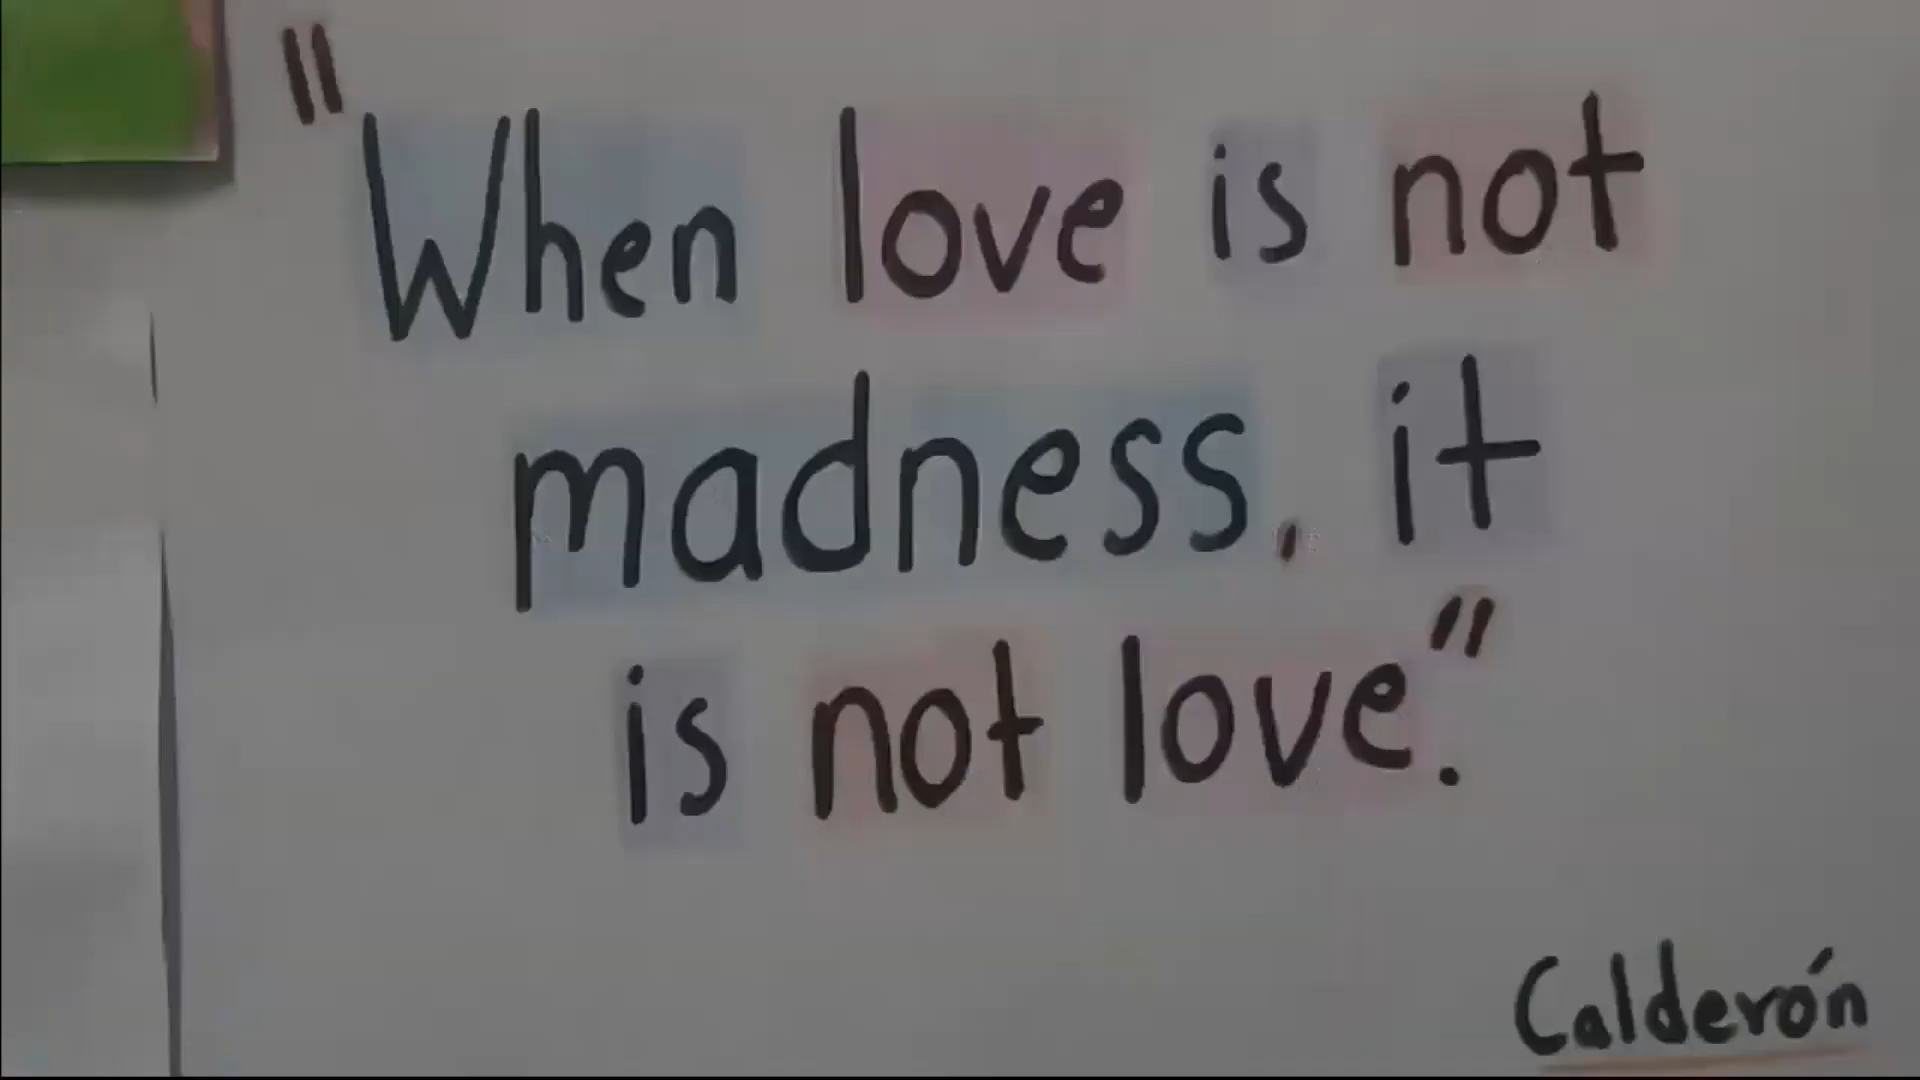 "When love is not
madness, it
is not love."
Calderón